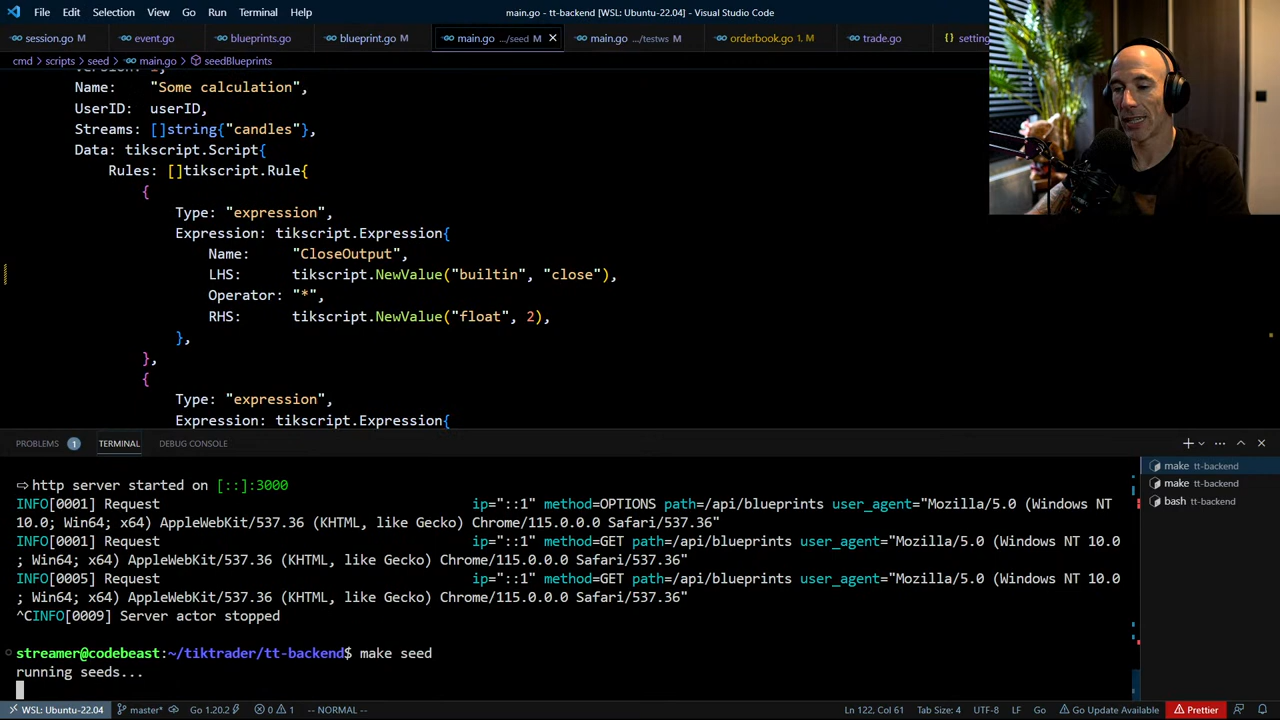 File Edit Selection View Go Run Terminal Help
main.go - tt-backend [WSL: Ubuntu-22.04] - Visual Studio Code
session.go M event.go blueprints.go blueprint.go M main.go .../seed M main.go .../testws M orderbook.go 1, M trade.go {}
cmd > scripts > seed > main.go > seedBlueprints
Name: "Some calculation",
UserID: userID,
Streams: []string{"candles"},
Data: tikscript.Script{
Rules: []tikscript.Rule{
{
Type: "expression",
Expression: tikscript.Expression{
Name: "CloseOutput",
LHS: tikscript.NewValue("builtin", "close"),
Operator: "*",
RHS: tikscript.NewValue("float", 2),
},
},
{
Type: "expression",
Expression: tikscript.Expression{
PROBLEMS 1 TERMINAL DEBUG CONSOLE
make tt-backend
make tt-backend
bash tt-backend
⇨ http server started on [::]:3000
INFO[0001] Request ip="::1" method=OPTIONS path=/api/blueprints user_agent="Mozilla/5.0 (Windows NT
10.0; Win64; x64) AppleWebKit/537.36 (KHTML, like Gecko) Chrome/115.0.0.0 Safari/537.36"
INFO[0001] Request ip="::1" method=GET path=/api/blueprints user_agent="Mozilla/5.0 (Windows NT 10.0
; Win64; x64) AppleWebKit/537.36 (KHTML, like Gecko) Chrome/115.0.0.0 Safari/537.36"
INFO[0005] Request ip="::1" method=GET path=/api/blueprints user_agent="Mozilla/5.0 (Windows NT 10.0
; Win64; x64) AppleWebKit/537.36 (KHTML, like Gecko) Chrome/115.0.0.0 Safari/537.36"
^CINFO[0009] Server actor stopped
streamer@codebeast:~/tiktrader/tt-backend$ make seed
running seeds...
WSL: Ubuntu-22.04 master* Go 1.20.2 0 1 -- NORMAL -- Ln 122, Col 61 Tab Size: 4 UTF-8 LF Go Go Update Available Prettier